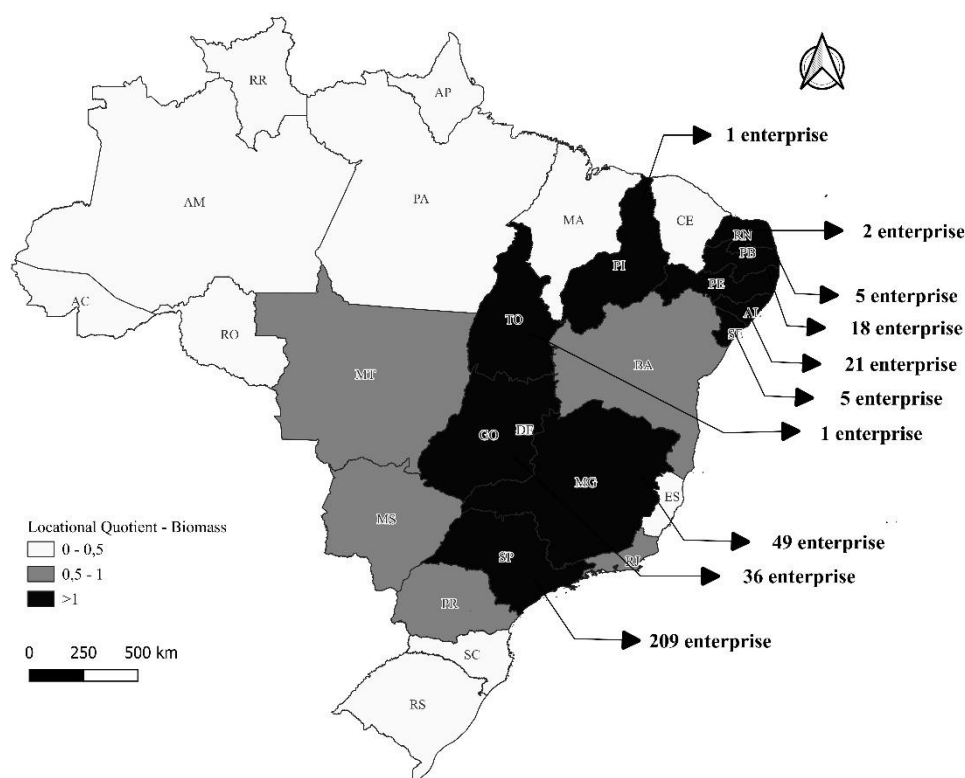 RR
AP
1 enterprise
AM
PA
MA
CE
RN
2 enterprise
PB
PI
PE
5 enterprise
AC
AL
18 enterprise
TO
RO
SE
21 enterprise
MT
BA
5 enterprise
GO
DF
1 enterprise
MG
ES
Locational Quotient - Biomass
MS
0 - 0,5
49 enterprise
0,5 - 1
SP
RJ
36 enterprise
>1
PR
209 enterprise
0 250 500 km
SC
RS